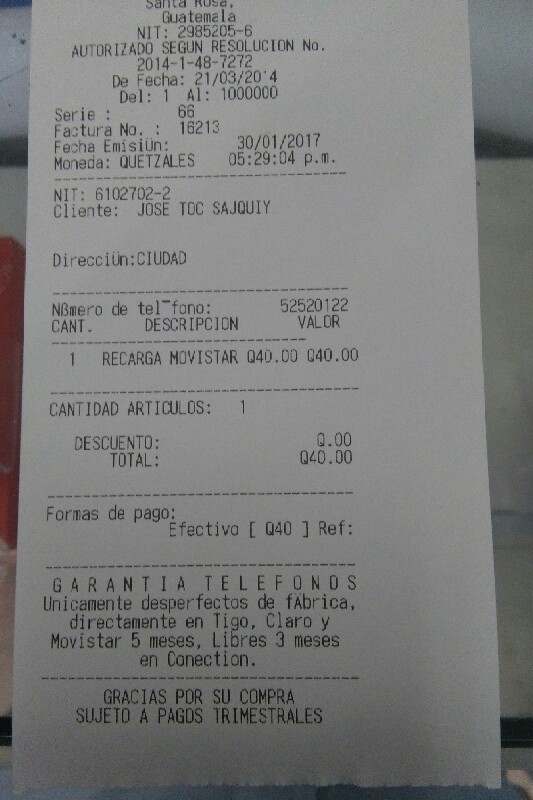 Santa Rosa,
Guatemala
NIT: 2985205-6
AUTORIZADO SEGUN RESOLUCION No.
2014-1-48-7272
De Fecha: 21/03/20'4
Del: 1 Al: 1000000
Serie : 66
Factura No. : 16213
Fecha EmisiÜn: 30/01/2017
Moneda: QUETZALES 05:29:04 p.m.
NIT: 6102702-2
Cliente: JOSE TOC SAJQUIY
DirecciÜn:CIUDAD
Nßmero de tel¯fono: 52520122
CANT. DESCRIPCION VALOR
1 RECARGA MOVISTAR Q40.00 Q40.00
CANTIDAD ARTICULOS: 1
DESCUENTO: Q.00
TOTAL: Q40.00
Formas de pago:
Efectivo [ Q40 ] Ref:
GARANTIA TELEFONOS
Unicamente desperfectos de fÁbrica,
directamente en Tigo, Claro y
Movistar 5 meses, Libres 3 meses
en Conection.
GRACIAS POR SU COMPRA
SUJETO A PAGOS TRIMESTRALES